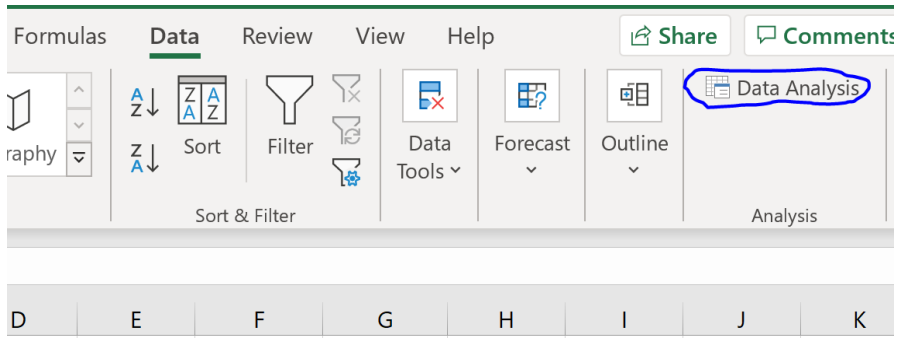 Formulas Data Review View Help Share Comments
Data Analysis
raphy Sort Filter Data Tools Forecast Outline
Sort & Filter Analysis
D E F G H I J K